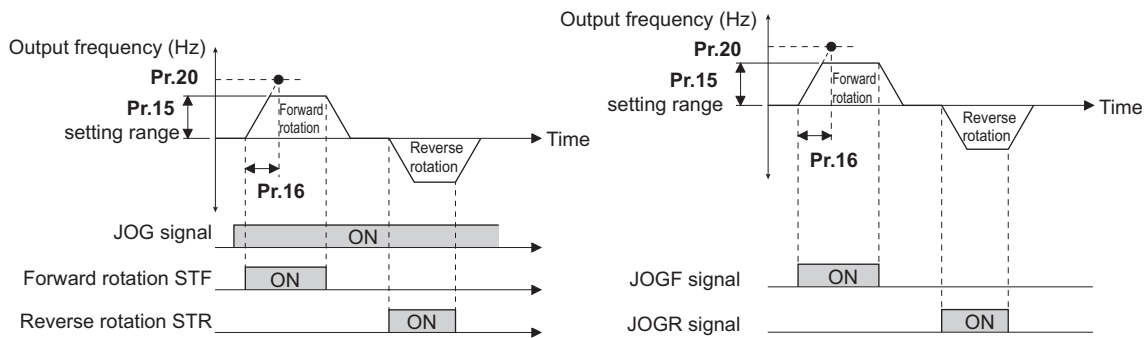 Output frequency (Hz)
Pr.20
Pr.15
setting range
Forward
rotation
Time
Reverse
rotation
Pr.16
JOG signal
ON
Forward rotation STF
ON
Reverse rotation STR
ON
Output frequency (Hz)
Pr.20
Pr.15
setting range
Forward
rotation
Time
Reverse
rotation
Pr.16
JOGF signal
ON
JOGR signal
ON